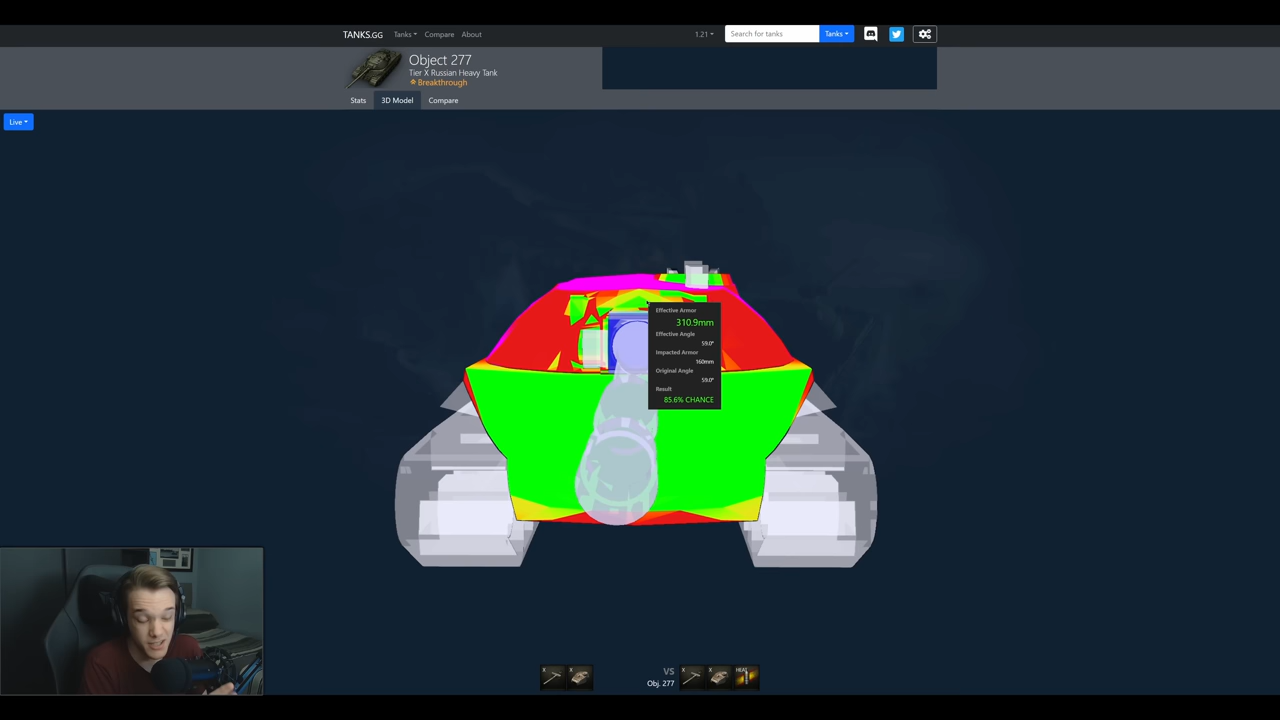 TANKS.GG
Tanks
Compare
About
1.21
Search for tanks
Tanks
Object 277
Tier X Russian Heavy Tank
Breakthrough
Stats
3D Model
Compare
Live
Effective Armor
310.9mm
Effective Angle
59.0°
Impacted Armor
160mm
Original Angle
59.0°
Result
85.6% CHANCE
X
X
VS
Obj. 277
X
X
HEAT